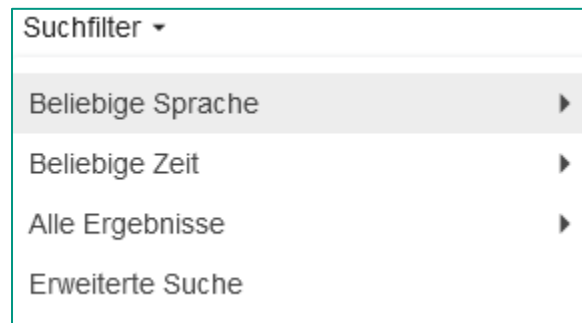 Suchfilter
Beliebige Sprache
Beliebige Zeit
Alle Ergebnisse
Erweiterte Suche